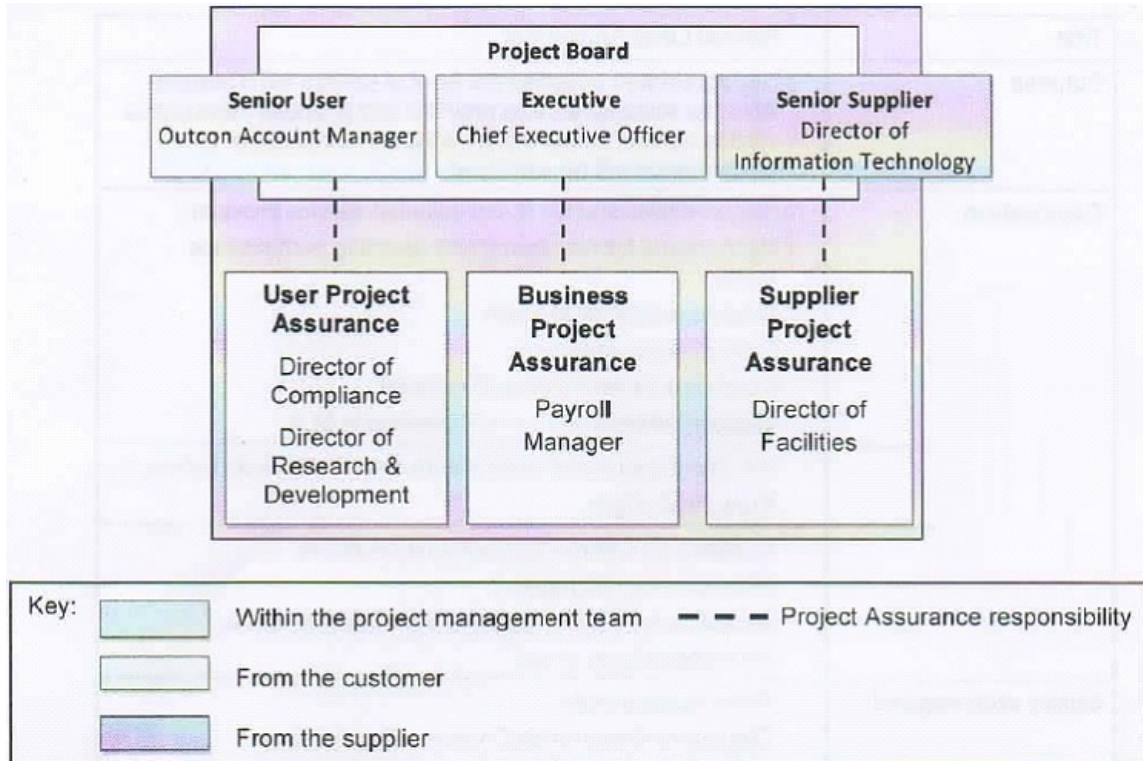 Project Board
Senior User
Outcon Account Manager
Executive
Chief Executive Officer
Senior Supplier
Director of
Information Technology
User Project
Assurance
Director of
Compliance
Director of
Research &
Development
Business
Project
Assurance
Payroll
Manager
Supplier
Project
Assurance
Director of
Facilities
Key:
Within the project management team
Project Assurance responsibility
From the customer
From the supplier